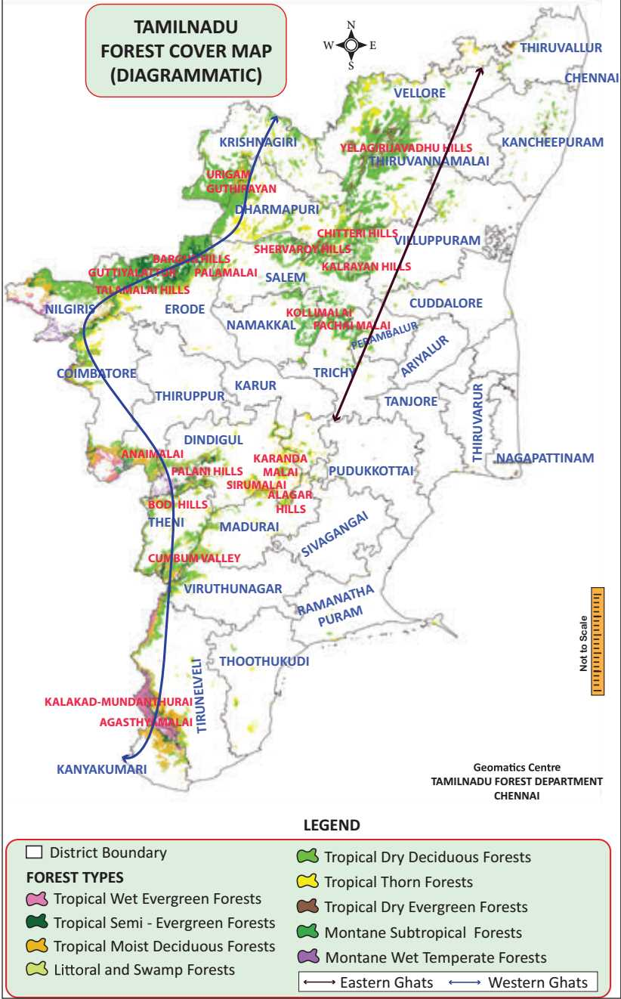 TAMILNADU
FOREST COVER MAP
(DIAGRAMMATIC)
N
W
E
S
THIRUVALLUR
CHENNAI
VELLORE
KRISHNAGIRI
YELAGIRIJAVADHU HILLS
KANCHEEPURAM
THIRUVANNAMALAI
URIGAM
GUTHIRAYAN
DHARMAPURI
CHITTERI HILLS
VILLUPPURAM
SHERVAROY HILLS
BARGUR HILLS
KALRAYAN HILLS
GUTTIYALATTUR
PALAMALAI
SALEM
TALAMALAI HILLS
NILGIRIS
ERODE
CUDDALORE
KOLLIMALAI
NAMAKKAL
PACHAI MALAI
PERAMBALUR
ARIYALUR
COIMBATORE
TRICHY
KARUR
THIRUPPUR
TANJORE
THIRUVARUR
DINDIGUL
ANAIMALAI
KARANDA
MALAI
NAGAPATTINAM
PALANI HILLS
PUDUKKOTTAI
SIRUMALAI
ALAGAR
HILLS
BODI HILLS
THENI
MADURAI
SIVAGANGAI
CUMBUM VALLEY
VIRUTHUNAGAR
RAMANATHA
PURAM
Not to Scale
THOOTHUKUDI
TIRUNELVELI
KALAKAD-MUNDANTHURAI
AGASTHYAMALAI
KANYAKUMARI
Geomatics Centre
TAMILNADU FOREST DEPARTMENT
CHENNAI
LEGEND
District Boundary
FOREST TYPES
Tropical Wet Evergreen Forests
Tropical Semi - Evergreen Forests
Tropical Moist Deciduous Forests
Littoral and Swamp Forests
Tropical Dry Deciduous Forests
Tropical Thorn Forests
Tropical Dry Evergreen Forests
Montane Subtropical Forests
Montane Wet Temperate Forests
Eastern Ghats
Western Ghats